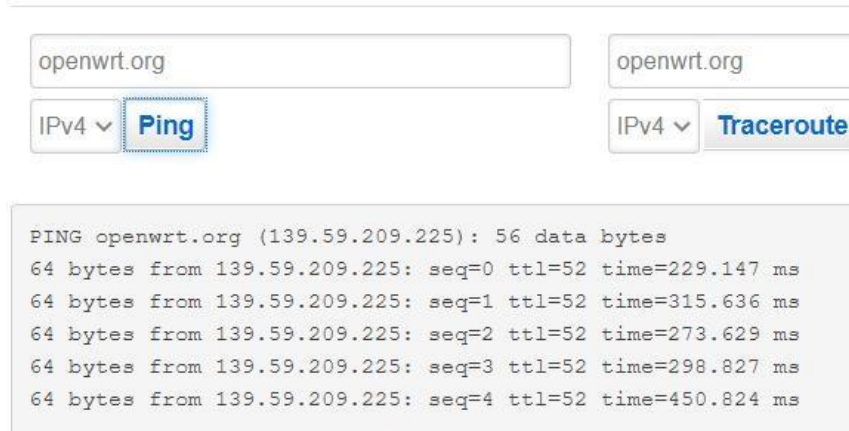 openwrt.org
openwrt.org
IPv4 Ping
IPv4 Traceroute
PING openwrt.org (139.59.209.225): 56 data bytes
64 bytes from 139.59.209.225: seq=0 ttl=52 time=229.147 ms
64 bytes from 139.59.209.225: seq=1 ttl=52 time=315.636 ms
64 bytes from 139.59.209.225: seq=2 ttl=52 time=273.629 ms
64 bytes from 139.59.209.225: seq=3 ttl=52 time=298.827 ms
64 bytes from 139.59.209.225: seq=4 ttl=52 time=450.824 ms